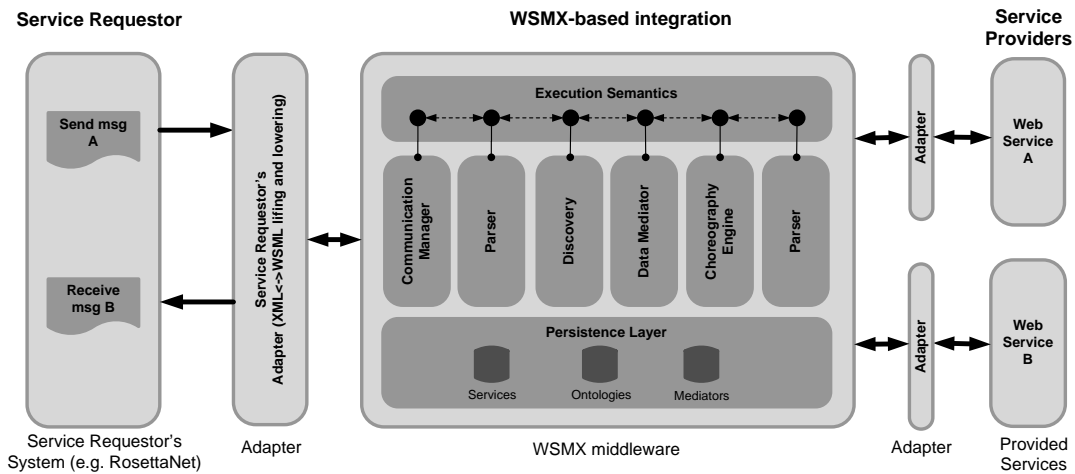 Service Requestor
WSMX-based integration
Service
Providers
Send msg
A
Receive
msg B
Service Requestor's
Adapter (XML<->WSML lifing and lowering)
Execution Semantics
Communication
Manager
Parser
Discovery
Data Mediator
Choreography
Engine
Parser
Persistence Layer
Services
Ontologies
Mediators
Adapter
Web
Service
A
Adapter
Web
Service
B
Service Requestor's
System (e.g. RosettaNet)
Adapter
WSMX middleware
Adapter
Provided
Services